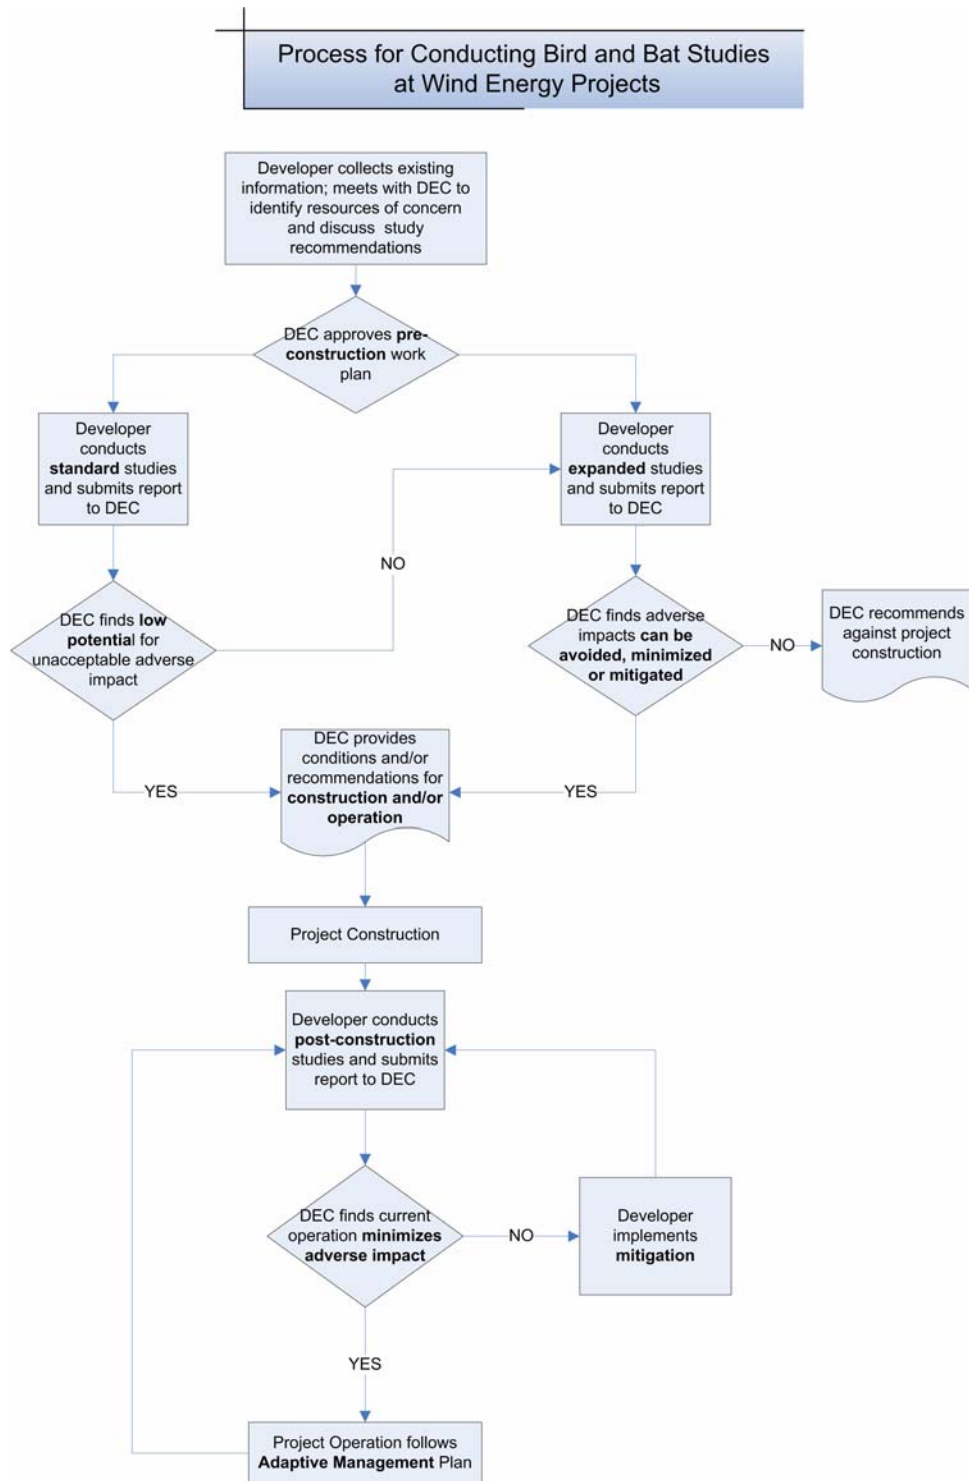 Process for Conducting Bird and Bat Studies
at Wind Energy Projects
Developer collects existing
information; meets with DEC to
identify resources of concern
and discuss study
recommendations
DEC approves pre-
construction work
plan
Developer
conducts
standard studies
and submits report
to DEC
Developer
conducts
expanded studies
and submits report
to DEC
NO
DEC finds low
potential for
unacceptable adverse
impact
DEC finds adverse
impacts can be
avoided, minimized
or mitigated
NO
DEC recommends
against project
construction
YES
DEC provides
conditions and/or
recommendations for
construction and/or
operation
YES
Project Construction
Developer conducts
post-construction
studies and submits
report to DEC
DEC finds current
operation minimizes
adverse impact
NO
Developer
implements
mitigation
YES
Project Operation follows
Adaptive Management Plan